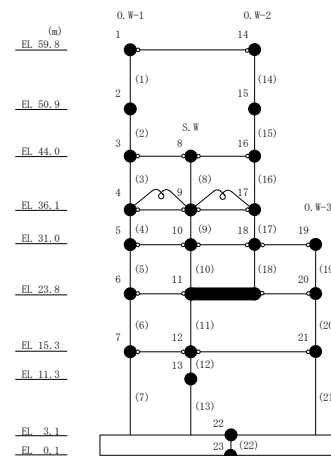 O.W-1 O.W-2
(m) 1 14
EL 59.8
(1) (14)
EL 50.9 2 15
(2) S.W (15)
EL 44.0 3 8 16
(3) (8) (16)
EL 36.1 4 9 17 O.W-3
EL 31.0 5 (4) 10 (9) 18 (17) 19
(5) (10) (18) (19
EL 23.8 6 11 20
(6) (11) (20
EL 15.3 7 12 21
(12)
EL 11.3 13
(7) (13) (21
EL 3.1 22
EL 0.1 23 (22)